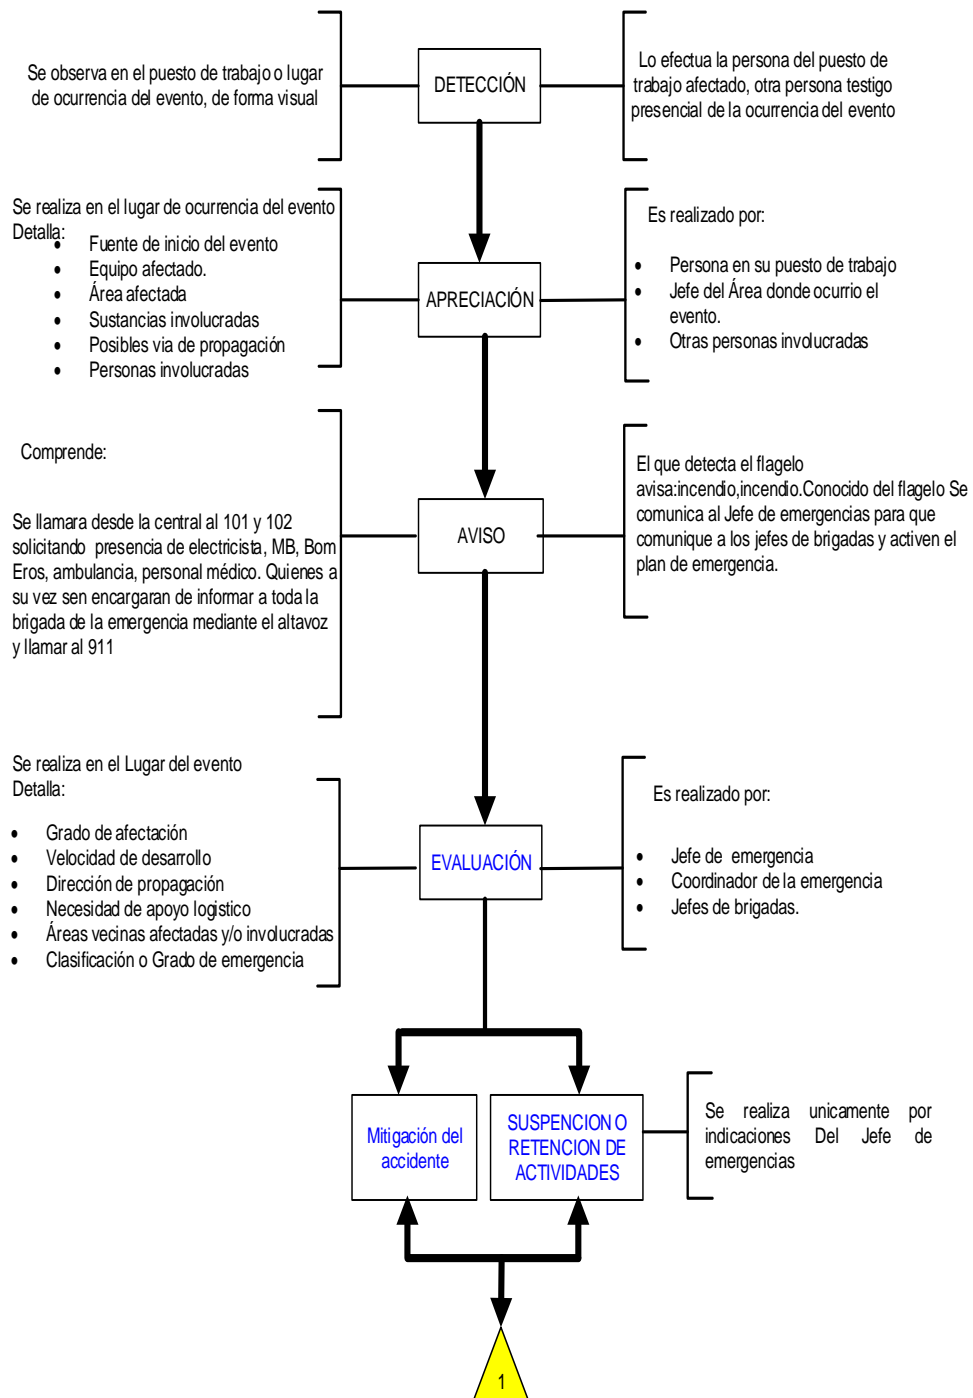 Se observa en el puesto de trabajo o lugar
de ocurrencia del evento, de forma visual
DETECCIÓN
Lo efectua la persona del puesto de
trabajo afectado, otra persona testigo
presencial de la ocurrencia del evento
Se realiza en el lugar de ocurrencia del evento
Detalla:
• Fuente de inicio del evento
• Equipo afectado.
• Área afectada
• Sustancias involucradas
• Posibles via de propagación
• Personas involucradas
APRECIACIÓN
Es realizado por:
• Persona en su puesto de trabajo
• Jefe del Área donde ocurrio el
evento.
• Otras personas involucradas
Comprende:
Se llamara desde la central al 101 y 102
solicitando presencia de electricista, MB, Bom
Eros, ambulancia, personal médico. Quienes a
su vez sen encargaran de informar a toda la
brigada de la emergencia mediante el altavoz
y llamar al 911
AVISO
El que detecta el flagelo
avisa:incendio,incendio.Conocido del flagelo Se
comunica al Jefe de emergencias para que
comunique a los jefes de brigadas y activen el
plan de emergencia.
Se realiza en el Lugar del evento
Detalla:
• Grado de afectación
• Velocidad de desarrollo
• Dirección de propagación
• Necesidad de apoyo logistico
• Áreas vecinas afectadas y/o involucradas
• Clasificación o Grado de emergencia
EVALUACIÓN
Es realizado por:
• Jefe de emergencia
• Coordinador de la emergencia
• Jefes de brigadas.
Mitigación del
accidente
SUSPENCION O
RETENCION DE
ACTIVIDADES
Se realiza unicamente por
indicaciones Del Jefe de
emergencias
1